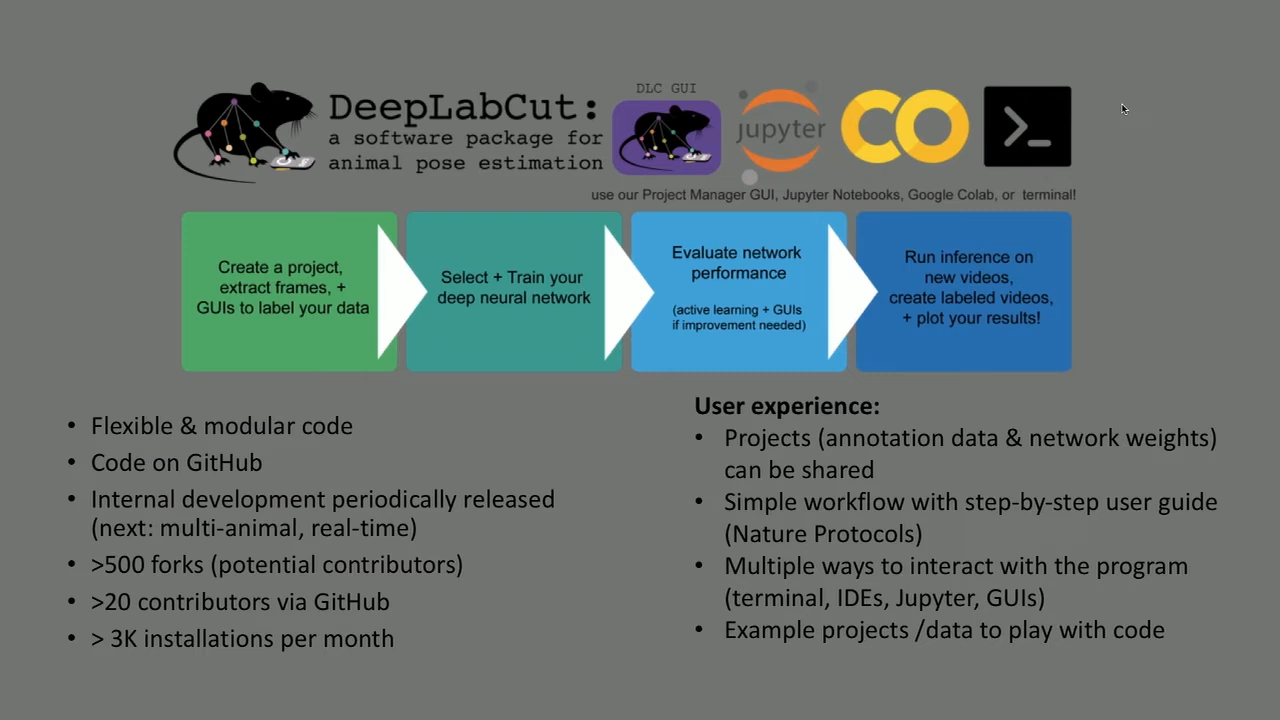 DeepLabCut:
a software package for
animal pose estimation
DLC GUI
jupyter
CO
>_
use our Project Manager GUI, Jupyter Notebooks, Google Colab, or terminal!
Create a project,
extract frames, +
GUIs to label your data
Select + Train your
deep neural network
Evaluate network
performance
(active learning + GUIs
if improvement needed)
Run inference on
new videos,
create labeled videos,
+ plot your results!
• Flexible & modular code
• Code on GitHub
• Internal development periodically released
(next: multi-animal, real-time)
• >500 forks (potential contributors)
• >20 contributors via GitHub
• > 3K installations per month
User experience:
• Projects (annotation data & network weights)
can be shared
• Simple workflow with step-by-step user guide
(Nature Protocols)
• Multiple ways to interact with the program
(terminal, IDEs, Jupyter, GUIs)
• Example projects /data to play with code